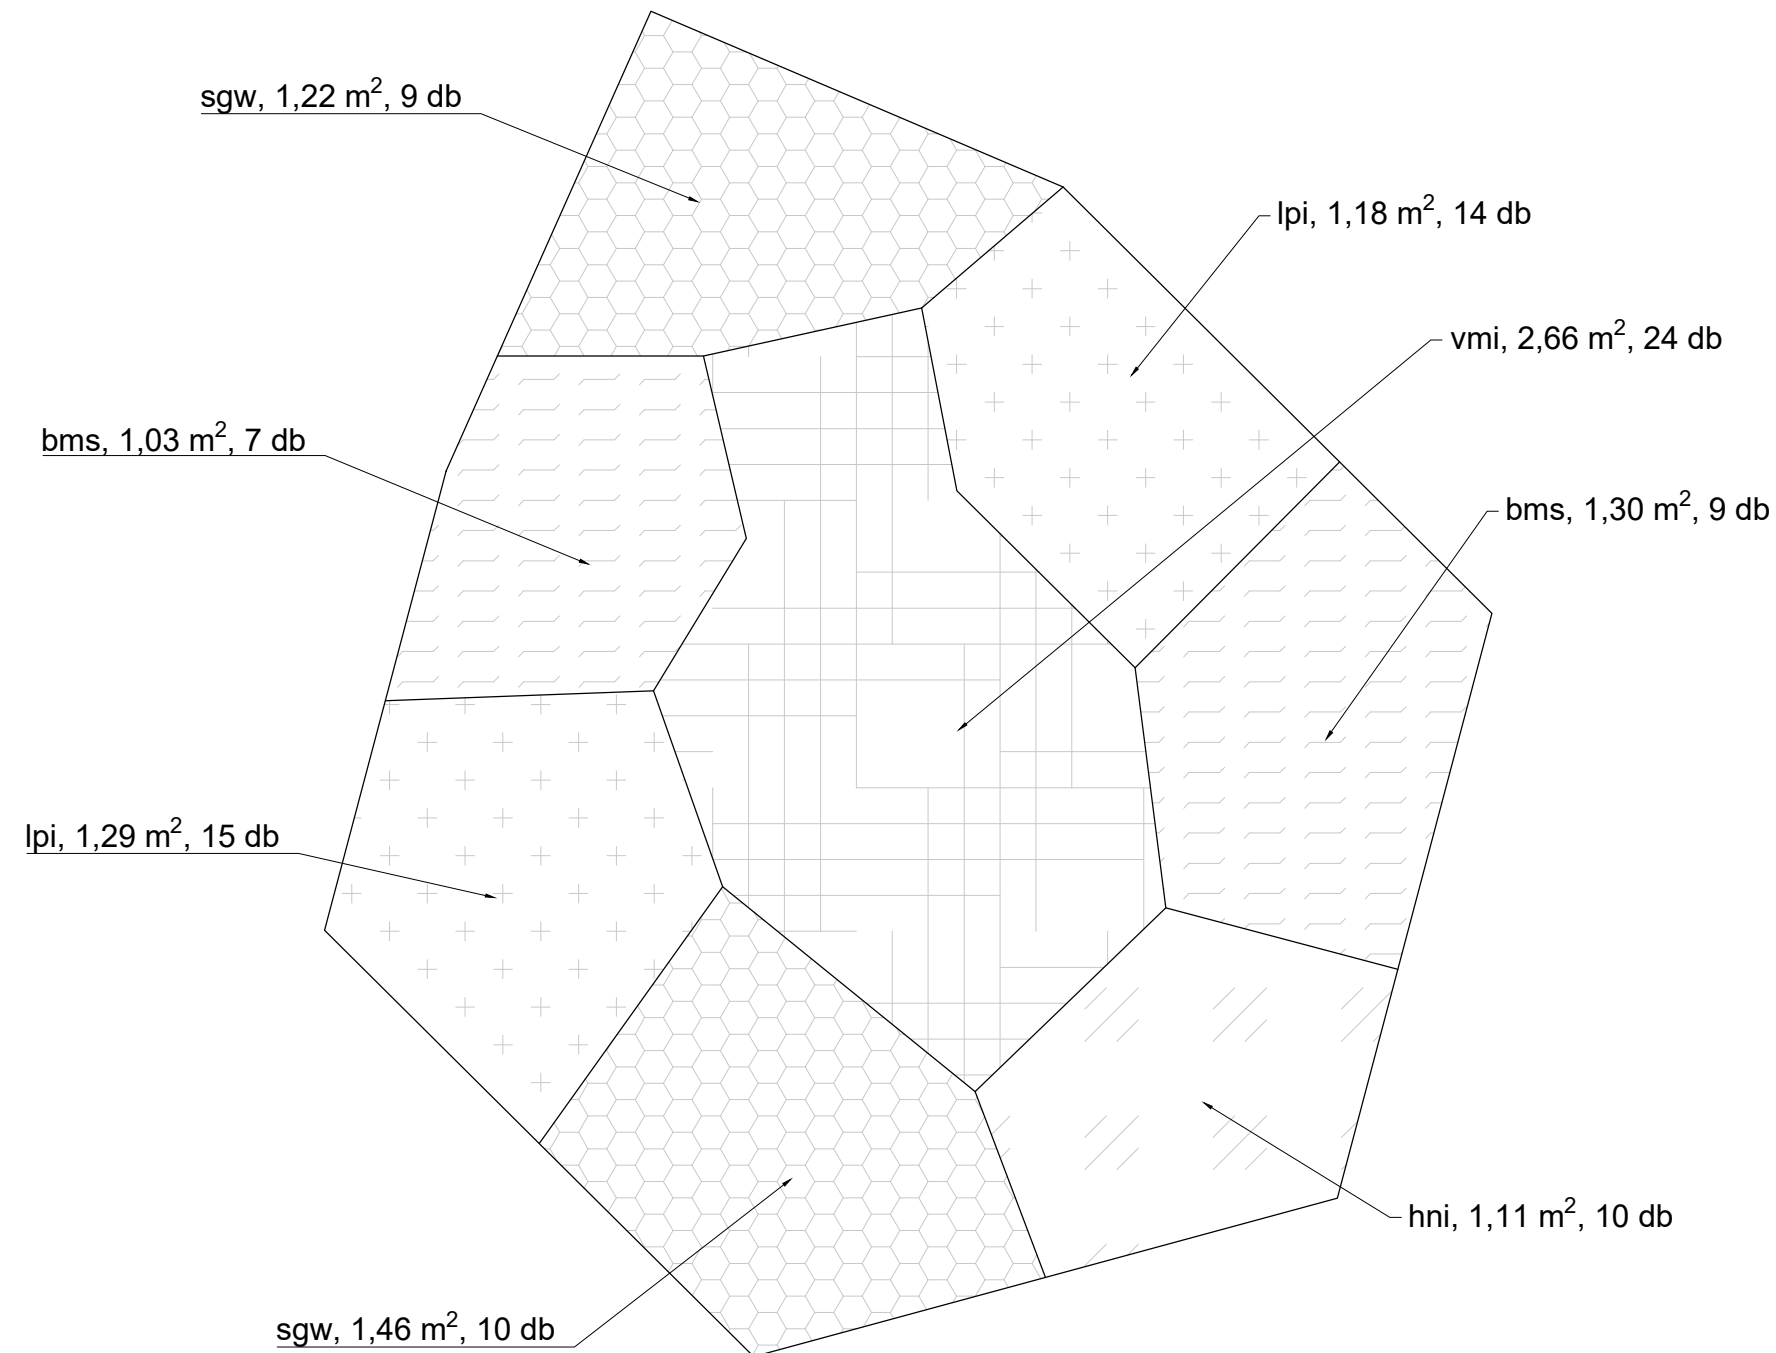 sgw, 1,22 m², 9 db
lpi, 1,18 m², 14 db
vmi, 2,66 m², 24 db
bms, 1,03 m², 7 db
bms, 1,30 m², 9 db
lpi, 1,29 m², 15 db
hni, 1,11 m², 10 db
sgw, 1,46 m², 10 db